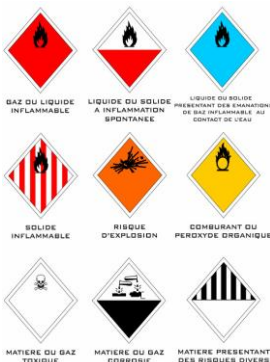 GAZ OU LIQUIDE
INFLAMMABLE
LIQUIDE OU SOLIDE
A INFLAMMATION
SPONTANEE
LIQUIDE OU SOLIDE
PRESENTANT DES EMANATIONS
DE GAZ INFLAMMABLE AU
CONTACT DE L'EAU
SOLIDE
INFLAMMABLE
RISQUE
D'EXPLOSION
COMBURANT OU
PEROXYDE ORGANIQUE
MATIERE OU GAZ
TOXIQUE
MATIERE OU GAZ
CORROSIF
MATIERE PRESENTANT
DES RISQUES DIVERS